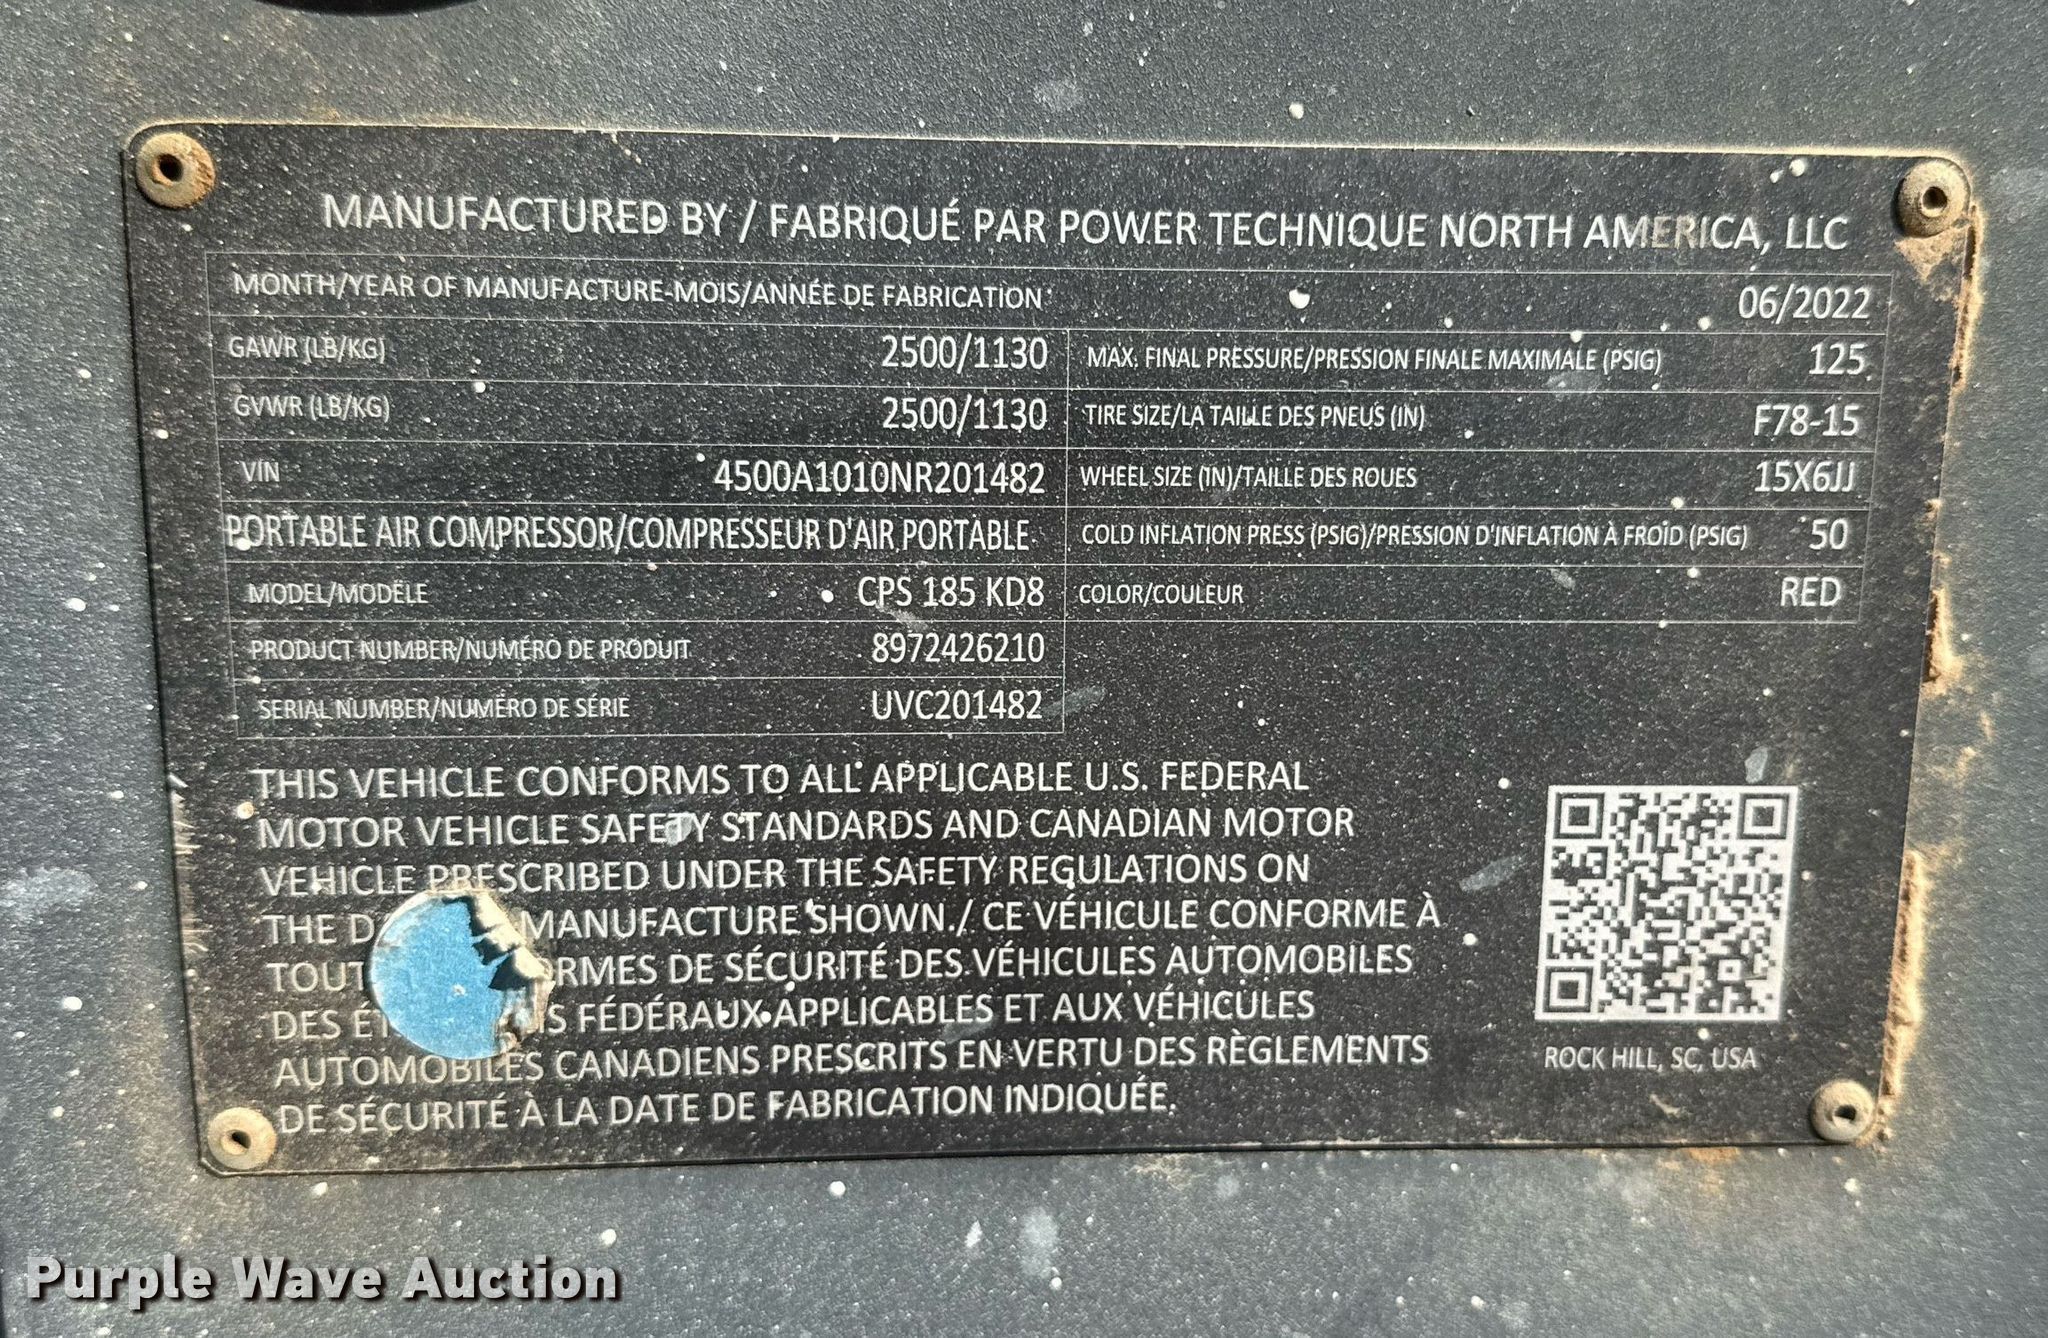 MANUFACTURED BY / FABRIQUÉ PAR POWER TECHNIQUE NORTH AMERICA, LLC
MONTH/YEAR OF MANUFACTURE-MOIS/ANNÉE DE FABRICATION 06/2022
GAWR (LB/KG) 2500/1130 MAX. FINAL PRESSURE/PRESSION FINALE MAXIMALE (PSIG) 125
GVWR (LB/KG) 2500/1130 TIRE SIZE/LA TAILLE DES PNEUS (IN) F78-15
VIN 4500A1010NR201482 WHEEL SIZE (IN)/TAILLE DES ROUES 15X6JJ
PORTABLE AIR COMPRESSOR/COMPRESSEUR D'AIR PORTABLE COLD INFLATION PRESS (PSIG)/PRESSION D'INFLATION À FROID (PSIG) 50
MODEL/MODÈLE CPS 185 KD8 COLOR/COULEUR RED
PRODUCT NUMBER/NUMÉRO DE PRODUIT 8972426210
SERIAL NUMBER/NUMÉRO DE SÉRIE UVC201482
THIS VEHICLE CONFORMS TO ALL APPLICABLE U.S. FEDERAL
MOTOR VEHICLE SAFETY STANDARDS AND CANADIAN MOTOR
VEHICLE PRESCRIBED UNDER THE SAFETY REGULATIONS ON
THE MANUFACTURE SHOWN./ CE VÉHICULE CONFORME À
DE SÉCURITÉ DES VÉHICULES AUTOMOBILES
DES FÉDÉRAUX APPLICABLES ET AUX VÉHICULES
AUTOMOBILES CANADIENS PRESCRITS EN VERTU DES RÈGLEMENTS
DE SÉCURITÉ À LA DATE DE FABRICATION INDIQUÉE.
ROCK HILL, SC, USA
Purple Wave Auction